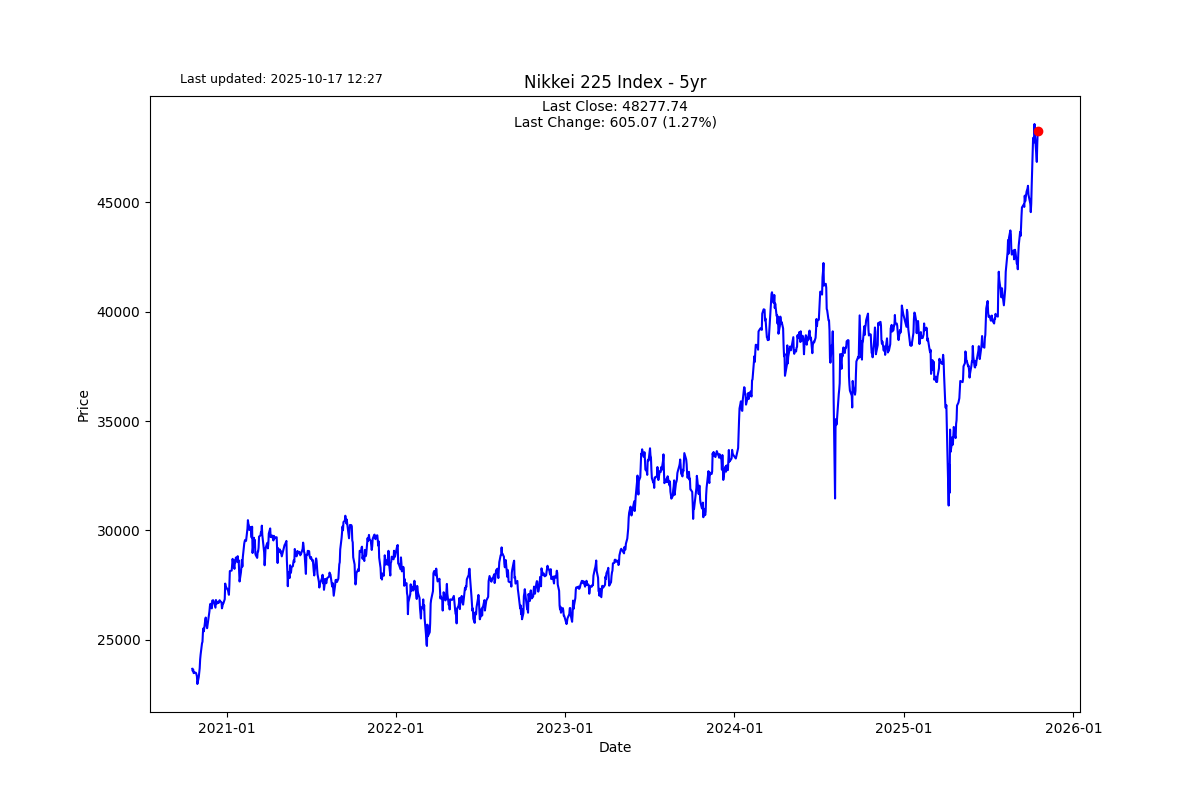 Last updated: 2025-10-17 12:27
Nikkei 225 Index - 5yr
Last Close: 48277.74
Last Change: 605.07 (1.27%)
45000
40000
35000
30000
25000
Price
2021-01
2022-01
2023-01
2024-01
2025-01
2026-01
Date